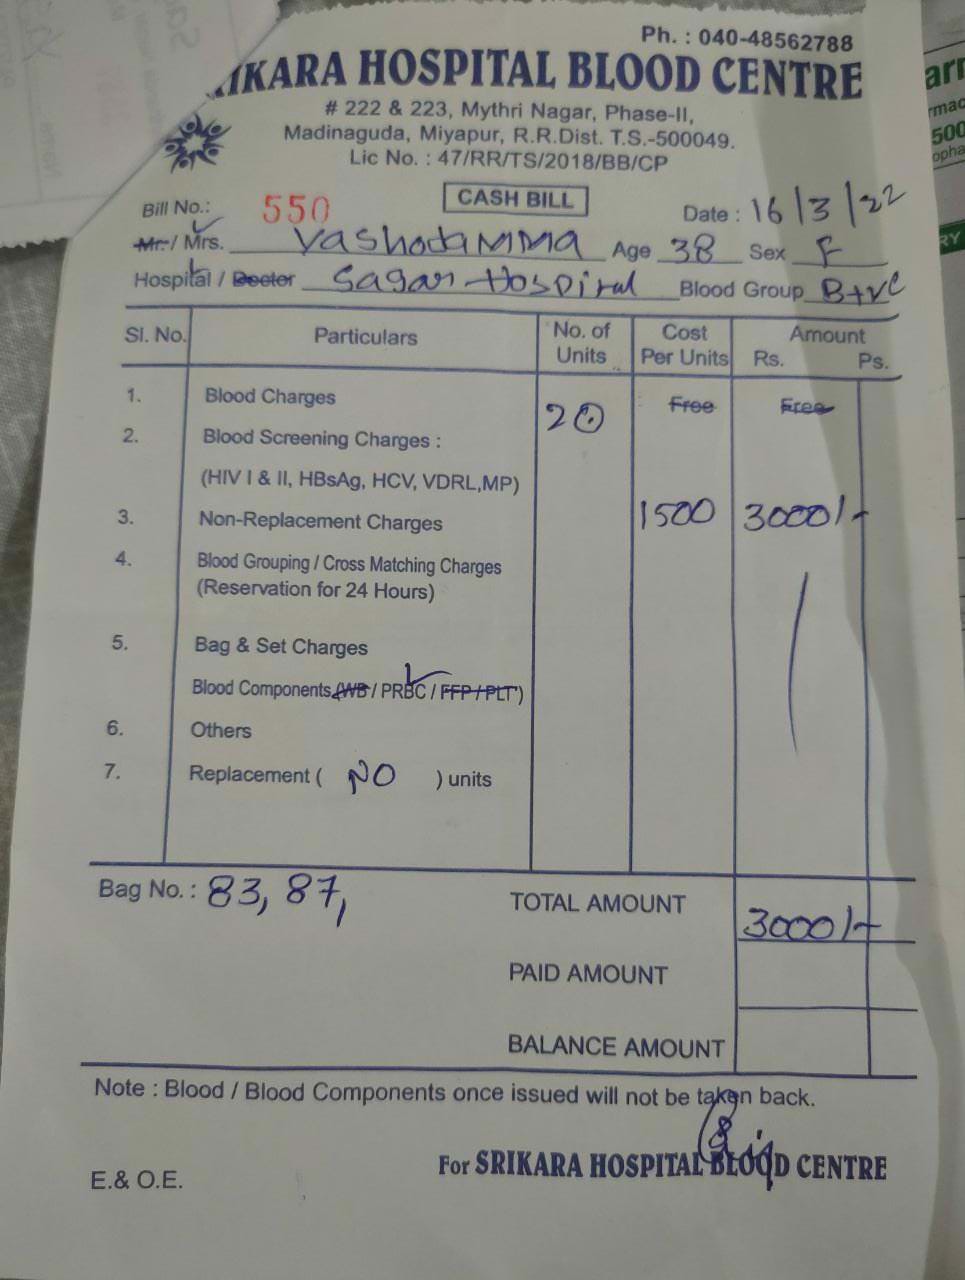 Ph. : 040-48562788
RIKARA HOSPITAL BLOOD CENTRE
# 222 & 223, Mythri Nagar, Phase-II,
Madinaguda, Miyapur, R.R.Dist. T.S.-500049.
Lic No. : 47/RR/TS/2018/BB/CP
CASH BILL
Bill No.: 550 Date : 16/3/22
Mr. / Mrs. Yashodamma Age 38 Sex F
Hospital / Doctor Sagar Hospital Blood Group B+ve
Sl. No. Particulars No. of Units Cost Per Units Amount Rs. Ps.
1. Blood Charges 2 Free Free
2. Blood Screening Charges :
(HIV I & II, HBsAg, HCV, VDRL,MP)
3. Non-Replacement Charges 1500 3000/-
4. Blood Grouping / Cross Matching Charges
(Reservation for 24 Hours)
5. Bag & Set Charges
Blood Components (WB / PRBC / FFP / PLT)
6. Others
7. Replacement ( NO ) units
Bag No. : 83, 87, TOTAL AMOUNT 3000/-
PAID AMOUNT
BALANCE AMOUNT
Note : Blood / Blood Components once issued will not be taken back.
For SRIKARA HOSPITAL BLOOD CENTRE
E.& O.E.